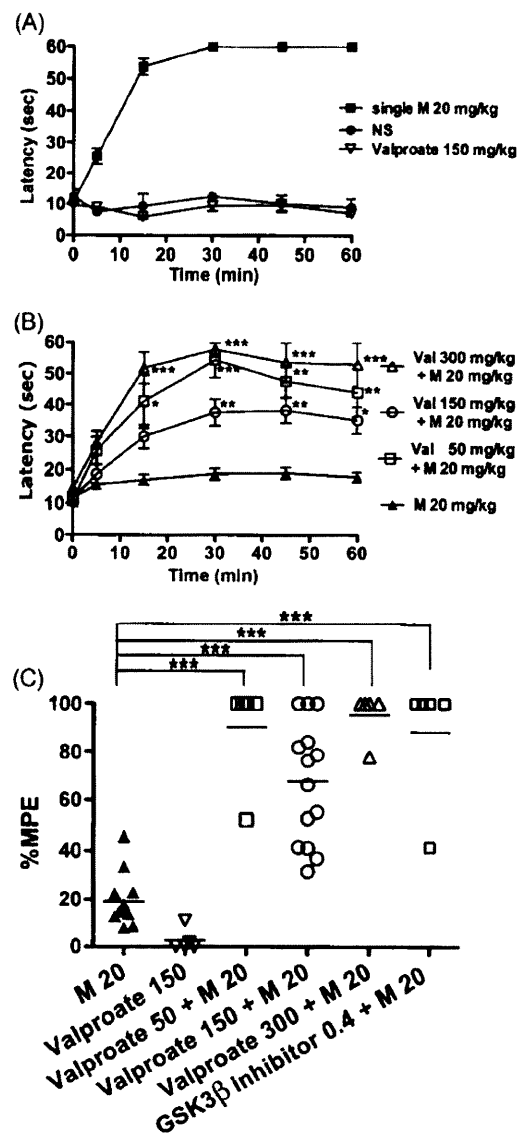 (A)
Latency (sec)
60
50
40
30
20
10
0
0 10 20 30 40 50 60
Time (min)
single M 20 mg/kg
NS
Valproate 150 mg/kg
(B)
Latency (sec)
60
50
40
30
20
10
0
*** *** *** ***
*** ** **
* ** ** *
0 10 20 30 40 50 60
Time (min)
Val 300 mg/kg
+ M 20 mg/kg
Val 150 mg/kg
+ M 20 mg/kg
Val 50 mg/kg
+ M 20 mg/kg
M 20 mg/kg
(C)
***
***
***
***
%MPE
100
80
60
40
20
0
M 20
Valproate 150
Valproate 50 + M 20
Valproate 150 + M 20
Valproate 300 + M 20
GSK3β Inhibitor 0.4 + M 20